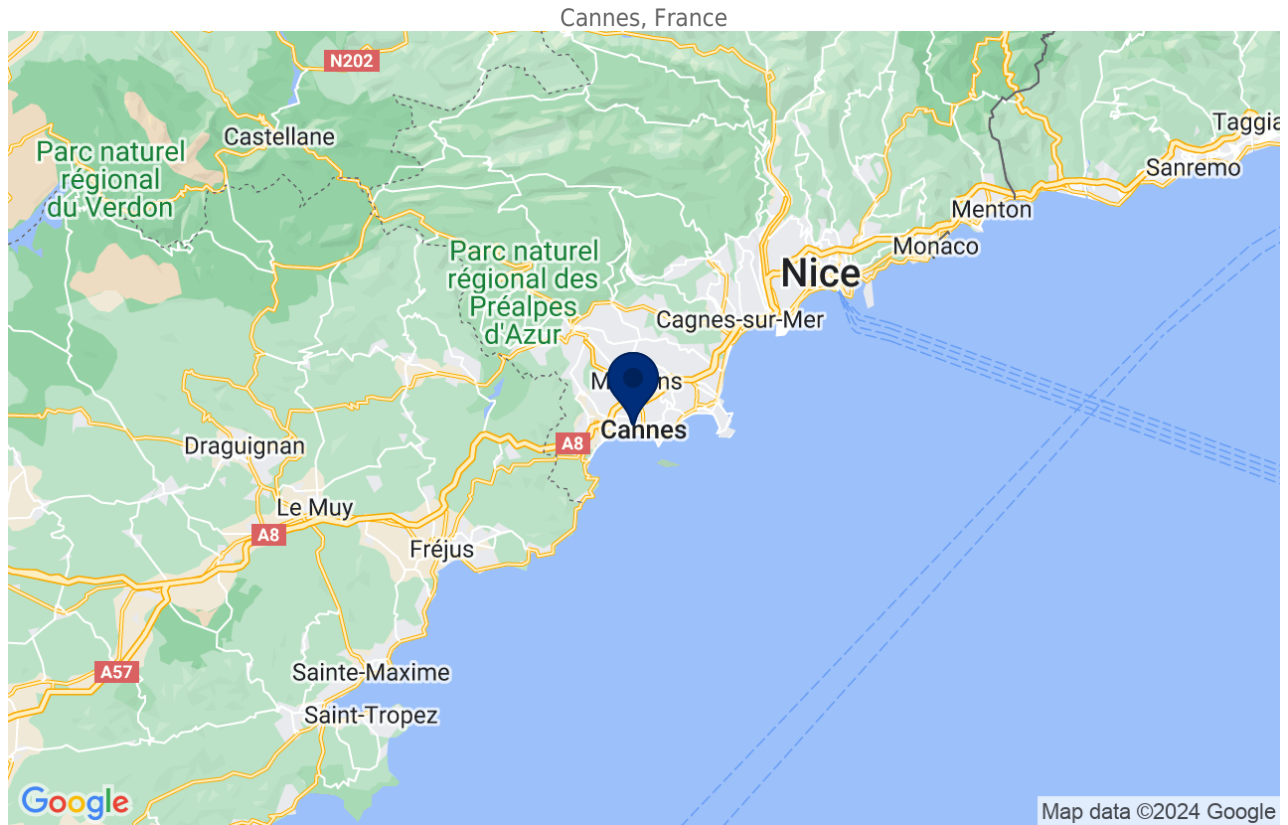 Cannes, France
N202
Castellane
Taggia
Parc naturel
régional
du Verdon
Sanremo
Menton
Monaco
Parc naturel
régional des
Préalpes
d'Azur
Nice
Cagnes-sur-Mer
Cannes
A8
Draguignan
Le Muy
A8
Fréjus
A57
Sainte-Maxime
Saint-Tropez
Google
Map data ©2024 Google